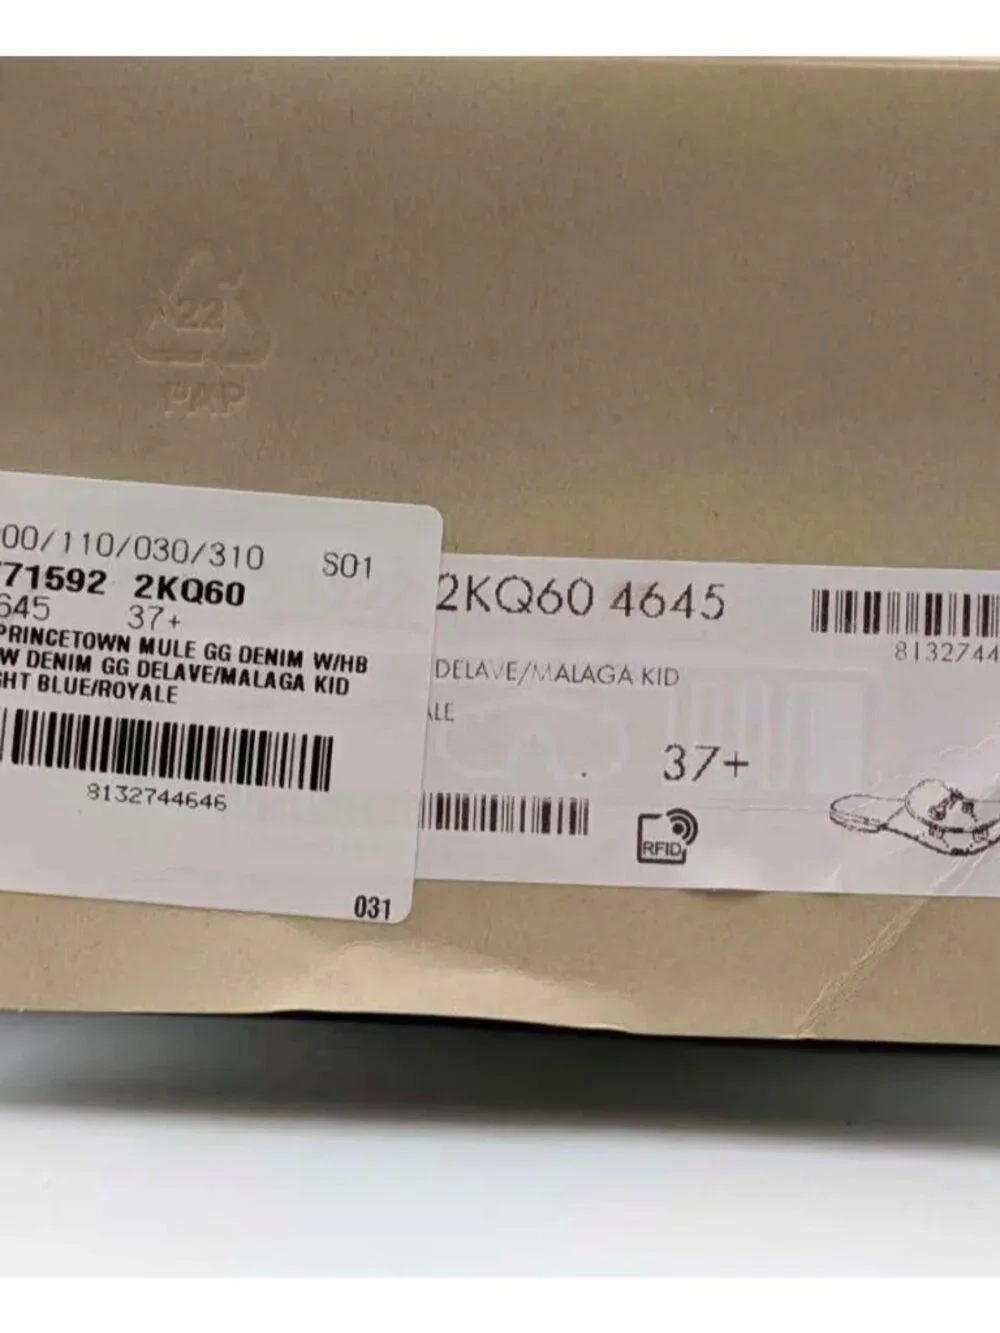 22
PAP
00/110/030/310 S01
771592 2KQ60
645 37+
PRINCETOWN MULE GG DENIM W/HB
W DENIM GG DELAVE/MALAGA KID
GHT BLUE/ROYALE
8132744646
031
2KQ60 4645
8132744
DELAVE/MALAGA KID
ALE
37+
RFID